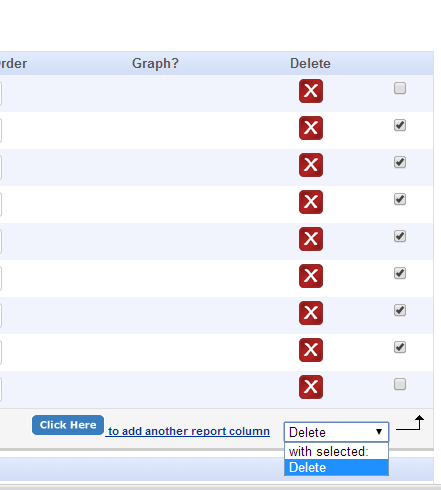 rder Graph? Delete
X
X
X
X
X
X
X
X
X
Click Here to add another report column Delete
with selected:
Delete